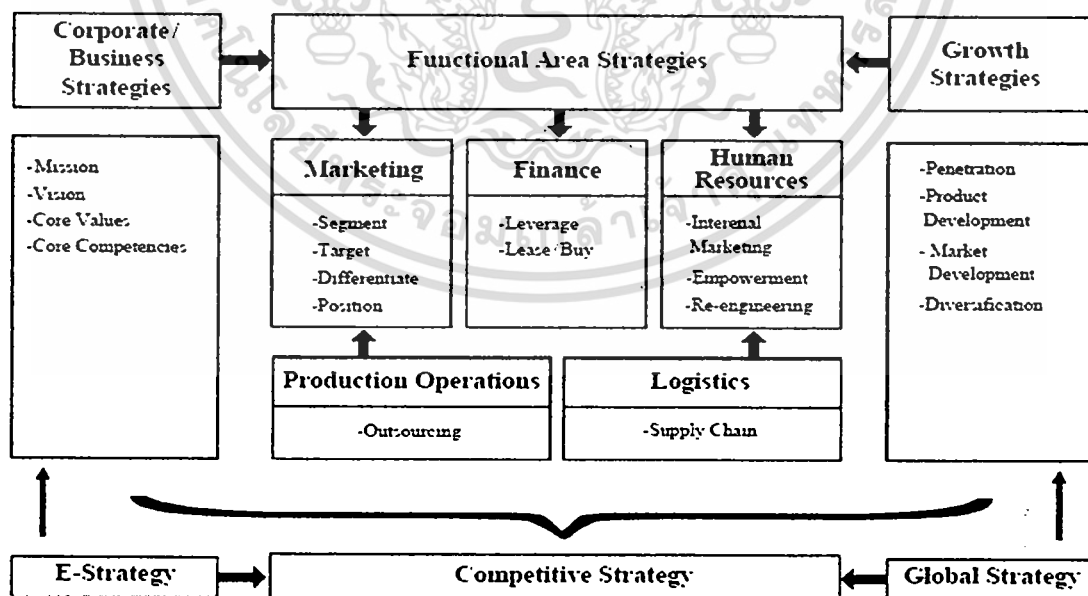 Corporate/
Business
Strategies
Functional Area Strategies
Growth
Strategies
-Mission
-Vision
-Core Values
-Core Competencies
Marketing
-Segment
-Target
-Differentiate
-Position
Finance
-Leverage
-Lease/Buy
Human
Resources
-Interenal
Marketing
-Empowerment
-Re-engineering
-Penetration
-Product
Development
- Market
Development
-Diversification
Production Operations
-Outsourcing
Logistics
-Supply Chain
E-Strategy
Competitive Strategy
Global Strategy